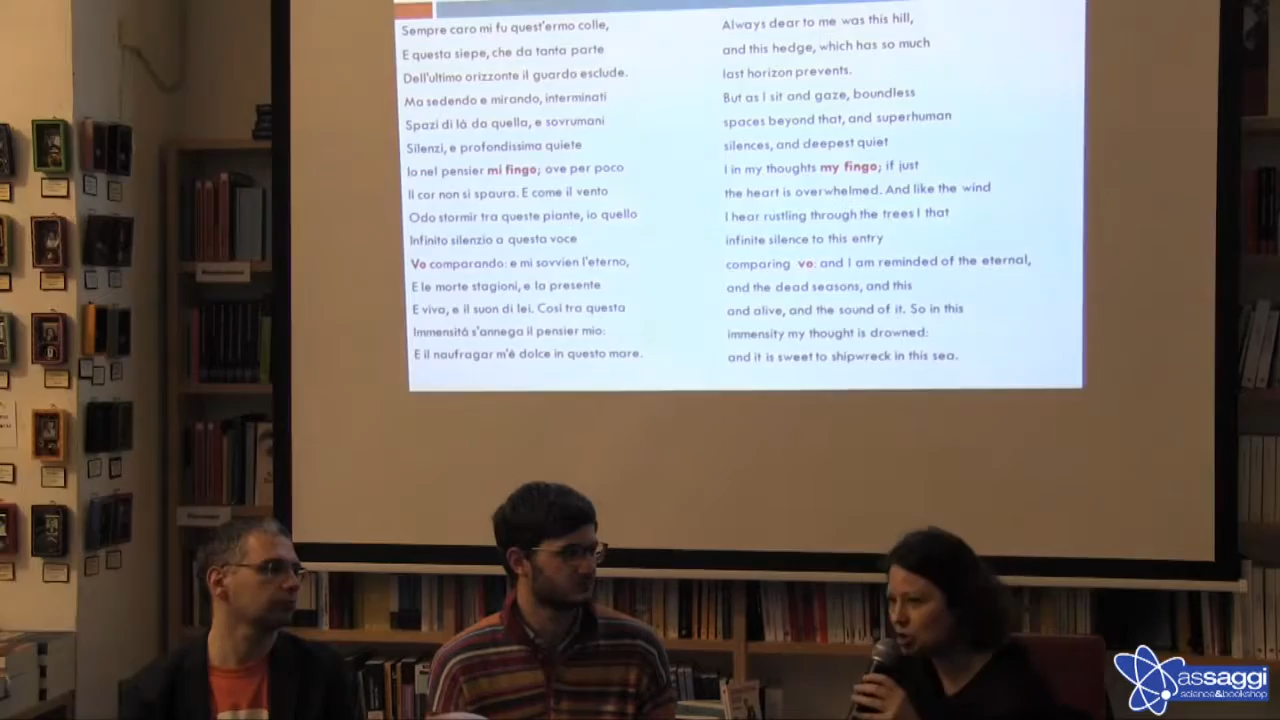 Sempre caro mi fu quest'ermo colle,
E questa siepe, che da tanta parte
Dell'ultimo orizzonte il guardo esclude.
Ma sedendo e mirando, interminati
Spazi di là da quella, e sovrumani
Silenzi, e profondissima quiete
Io nel pensier mi fingo; ove per poco
Il cor non si spaura. E come il vento
Odo stormir tra queste piante, io quello
Infinito silenzio a questa voce
Vo comparando: e mi sovvien l'eterno,
E le morte stagioni, e la presente
E viva, e il suon di lei. Così tra questa
Immensità s'annega il pensier mio:
E il naufragar m'è dolce in questo mare.
Always dear to me was this hill,
and this hedge, which has so much
last horizon prevents.
But as I sit and gaze, boundless
spaces beyond that, and superhuman
silences, and deepest quiet
I in my thoughts my fingo; if just
the heart is overwhelmed. And like the wind
I hear rustling through the trees I that
infinite silence to this entry
comparing vo: and I am reminded of the eternal,
and the dead seasons, and this
and alive, and the sound of it. So in this
immensity my thought is drowned:
and it is sweet to shipwreck in this sea.
assaggi
science&bookshop